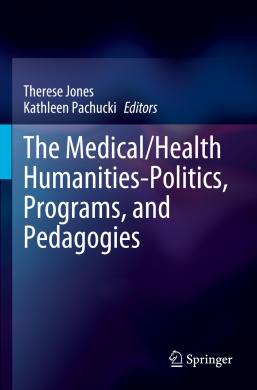 Therese Jones
Kathleen Pachucki Editors
The Medical/Health
Humanities-Politics,
Programs, and
Pedagogies
Springer